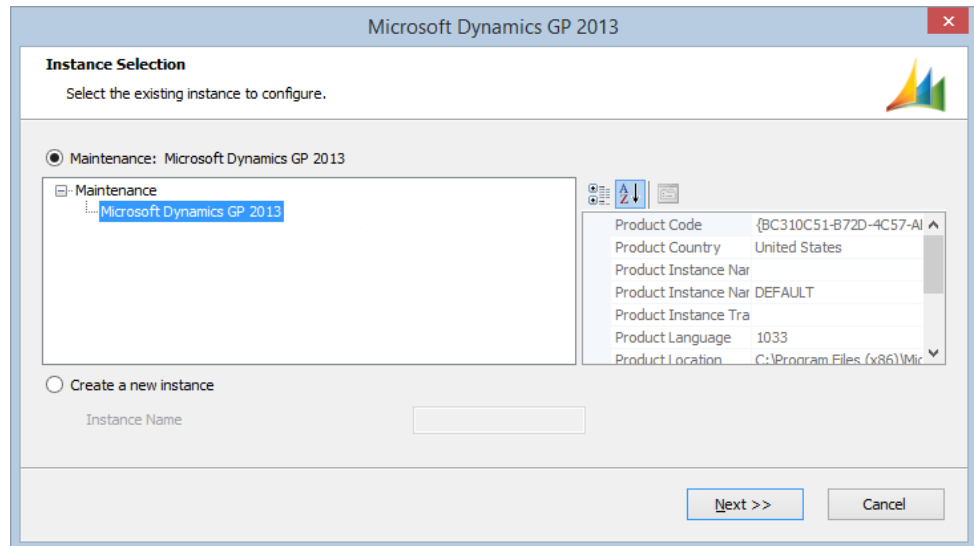 Microsoft Dynamics GP 2013
Instance Selection
Select the existing instance to configure.
Maintenance: Microsoft Dynamics GP 2013
Maintenance
Microsoft Dynamics GP 2013
Product Code {BC310C51-B72D-4C57-A
Product Country United States
Product Instance Nar
Product Instance Nar DEFAULT
Product Instance Tra
Product Language 1033
Product Location C:\Program Files (x86)\Mic
Create a new instance
Instance Name
Next >>
Cancel